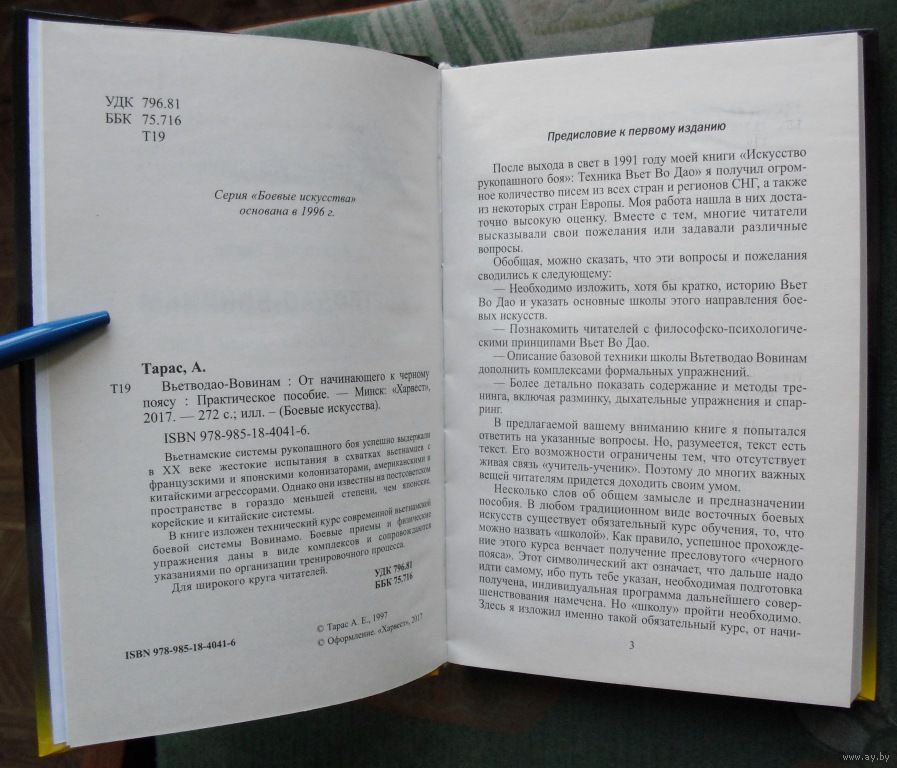 УДК 796.81
ББК 75.716
Т19
Серия «Боевые искусства»
основана в 1996 г.
Тарас, А.
Т19 Вьетводао-Вовинам : От начинающего к черному
поясу : Практическое пособие. — Минск: «Харвест»,
2017. — 272 с.; илл. – (Боевые искусства).
ISBN 978-985-18-4041-6.
Вьетнамские системы рукопашного боя успешно выдержали
в XX веке жестокие испытания в схватках вьетнамцев с
французскими и японскими колонизаторами, американскими и
китайскими агрессорами. Однако они известны на постсоветском
пространстве в гораздо меньшей степени, чем японские,
корейские и китайские системы.
В книге изложен технический курс современной вьетнамской
боевой системы Вовинамо. Боевые приемы и физические
упражнения даны в виде комплексов и сопровождаются
указаниями по организации тренировочного процесса.
Для широкого круга читателей.
УДК 796.81
ББК 75.716
© Тарас А. Е., 1997
© Оформление. «Харвест», 2017
ISBN 978-985-18-4041-6
Предисловие к первому изданию
После выхода в свет в 1991 году моей книги «Искусство
рукопашного боя»: Техника Вьет Во Дао» я получил огром-
ное количество писем из всех стран и регионов СНГ, а также
из некоторых стран Европы. Моя работа нашла в них доста-
точно высокую оценку. Вместе с тем, многие читатели
высказывали свои пожелания или задавали различные
вопросы.
Обобщая, можно сказать, что эти вопросы и пожелания
сводились к следующему:
— Необходимо изложить, хотя бы кратко, историю Вьет
Во Дао и указать основные школы этого направления бое-
вых искусств.
— Познакомить читателей с философско-психологиче-
скими принципами Вьет Во Дао.
— Описание базовой техники школы Вьтетводао Вовинам
дополнить комплексами формальных упражнений.
— Более детально показать содержание и методы тре-
нинга, включая разминку, дыхательные упражнения и спар-
ринг.
В предлагаемой вашему вниманию книге я попытался
ответить на указанные вопросы. Но, разумеется, текст есть
текст. Его возможности ограничены тем, что отсутствует
живая связь «учитель-ученик». Поэтому до многих важных
вещей читателям придется доходить своим умом.
Несколько слов об общем замысле и предназначении
пособия. В любом традиционном виде восточных боевых
искусств существует обязательный курс обучения, то, что
можно назвать «школой». Как правило, успешное прохожде-
ние этого курса венчает получение пресловутого «черного
пояса». Этот символический акт означает, что дальше надо
идти самому, ибо путь тебе указан, необходимая подготовка
получена, индивидуальная программа дальнейшего совер-
шенствования намечена. Но «школу» пройти необходимо.
Здесь я изложил именно такой обязательный курс, от начи-
3
www.ay.by